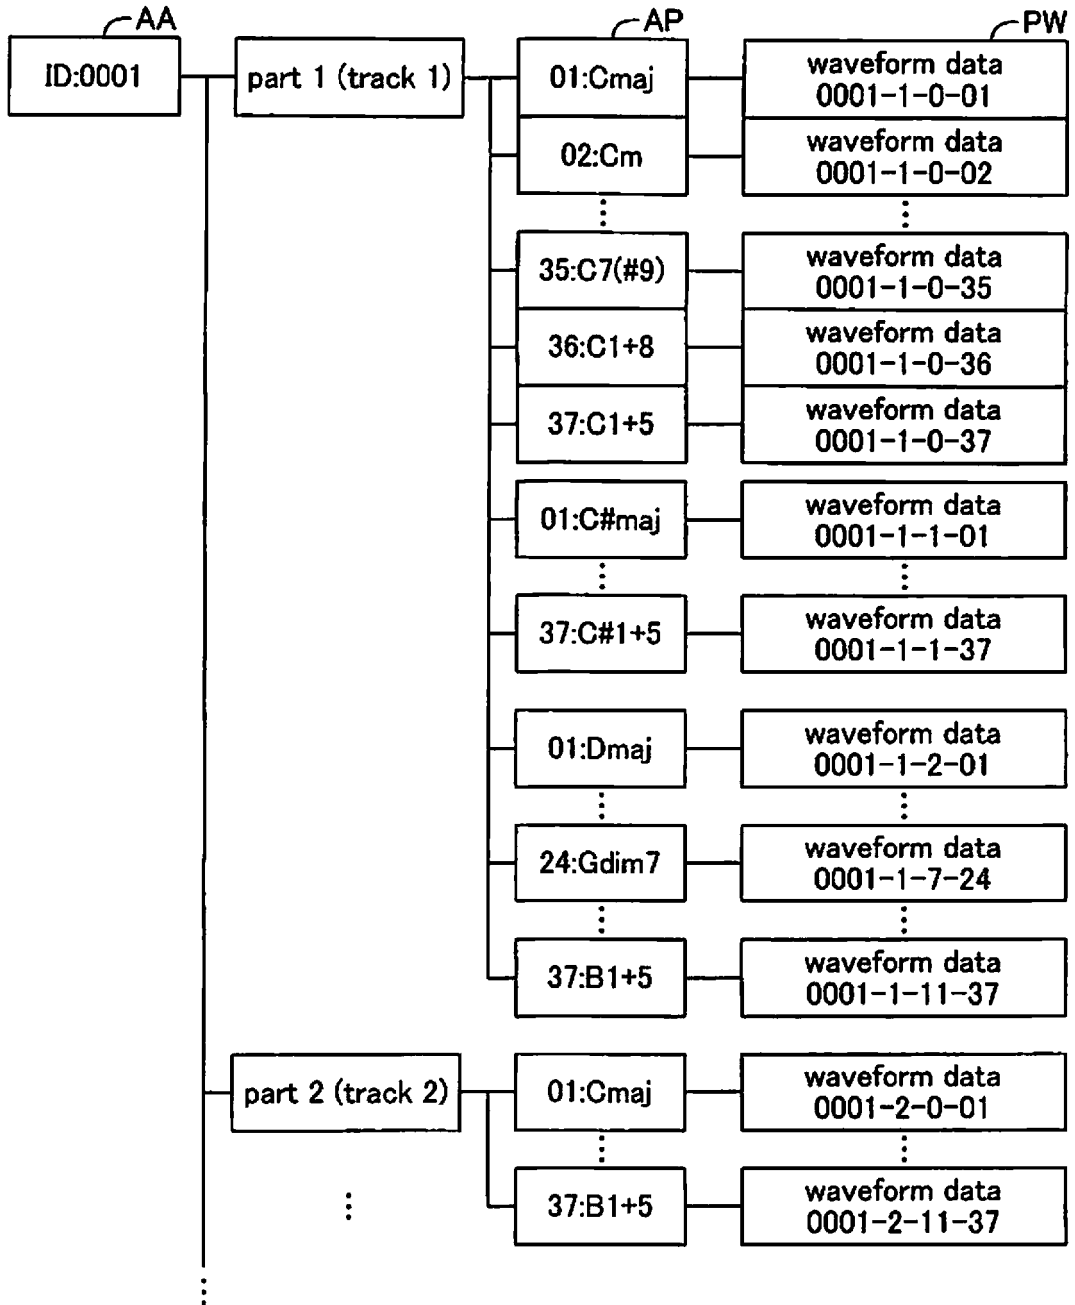 AA
AP
PW
ID:0001
part 1 (track 1)
01:Cmaj
waveform data
0001-1-0-01
02:Cm
waveform data
0001-1-0-02
35:C7(#9)
waveform data
0001-1-0-35
36:C1+8
waveform data
0001-1-0-36
37:C1+5
waveform data
0001-1-0-37
01:C#maj
waveform data
0001-1-1-01
37:C#1+5
waveform data
0001-1-1-37
01:Dmaj
waveform data
0001-1-2-01
24:Gdim7
waveform data
0001-1-7-24
37:B1+5
waveform data
0001-1-11-37
part 2 (track 2)
01:Cmaj
waveform data
0001-2-0-01
37:B1+5
waveform data
0001-2-11-37